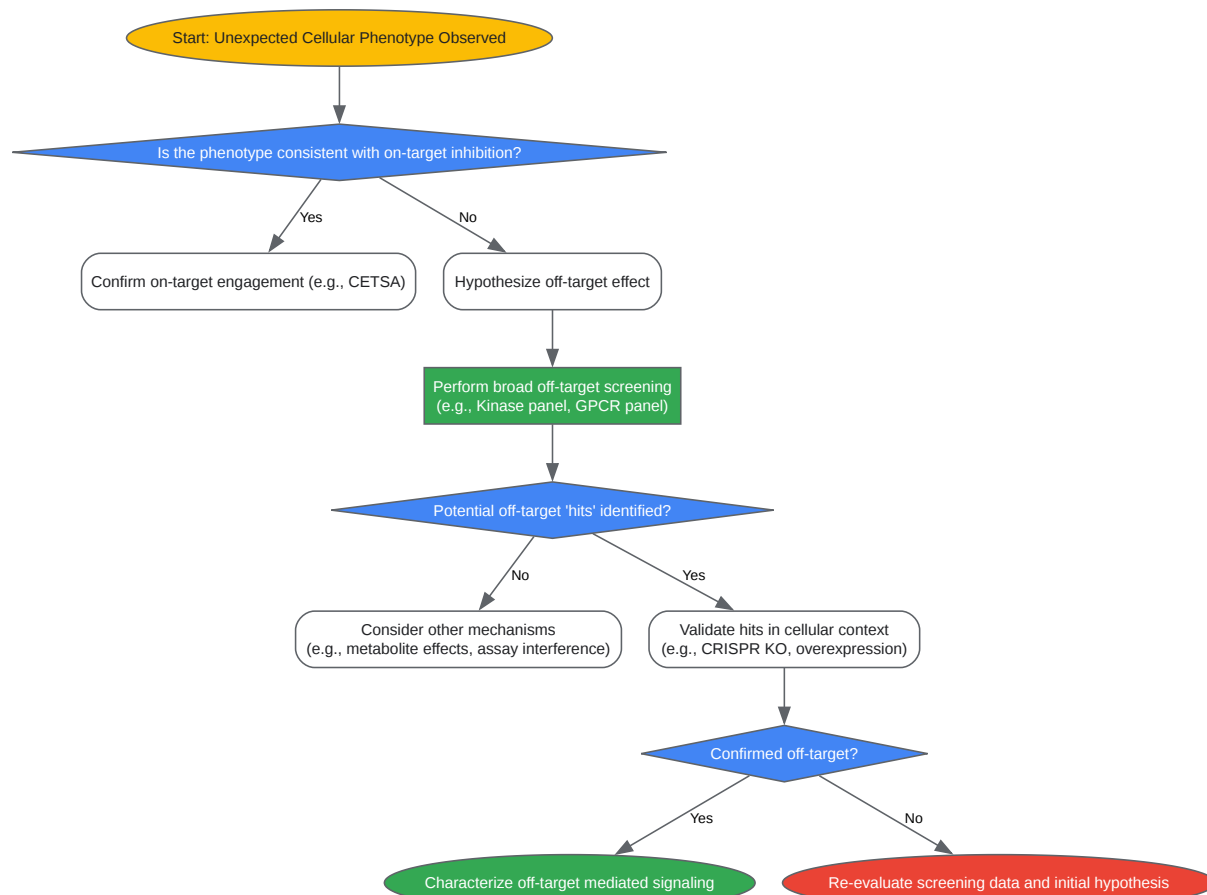 Start: Unexpected Cellular Phenotype Observed
Is the phenotype consistent with on-target inhibition?
Yes
No
Confirm on-target engagement (e.g., CETSA)
Hypothesize off-target effect
Perform broad off-target screening
(e.g., Kinase panel, GPCR panel)
Potential off-target 'hits' identified?
No
Yes
Consider other mechanisms
(e.g., metabolite effects, assay interference)
Validate hits in cellular context
(e.g., CRISPR KO, overexpression)
Confirmed off-target?
Yes
No
Characterize off-target mediated signaling
Re-evaluate screening data and initial hypothesis